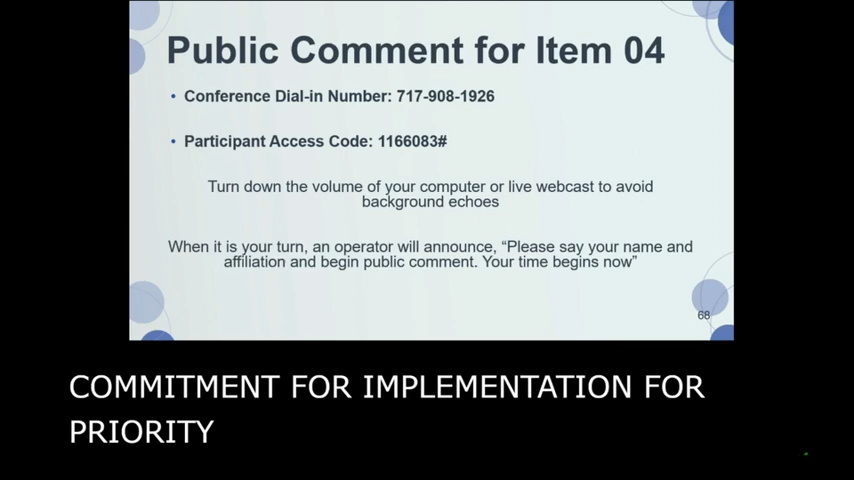 Public Comment for Item 04
• Conference Dial-in Number: 717-908-1926
• Participant Access Code: 1166083#
Turn down the volume of your computer or live webcast to avoid
background echoes
When it is your turn, an operator will announce, “Please say your name and
affiliation and begin public comment. Your time begins now”
68
COMMITMENT FOR IMPLEMENTATION FOR
PRIORITY